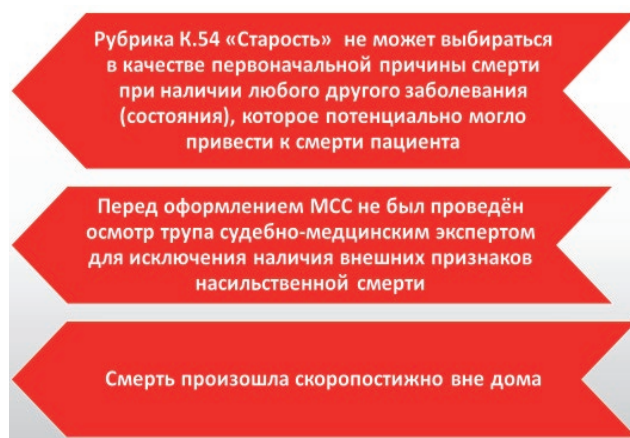 Рубрика К.54 «Старость» не может выбираться
в качестве первоначальной причины смерти
при наличии любого другого заболевания
(состояния), которое потенциально могло
привести к смерти пациента
Перед оформлением МСС не был проведён
осмотр трупа судебно-медцинским экспертом
для исключения наличия внешних признаков
насильственной смерти
Смерть произошла скоропостижно вне дома